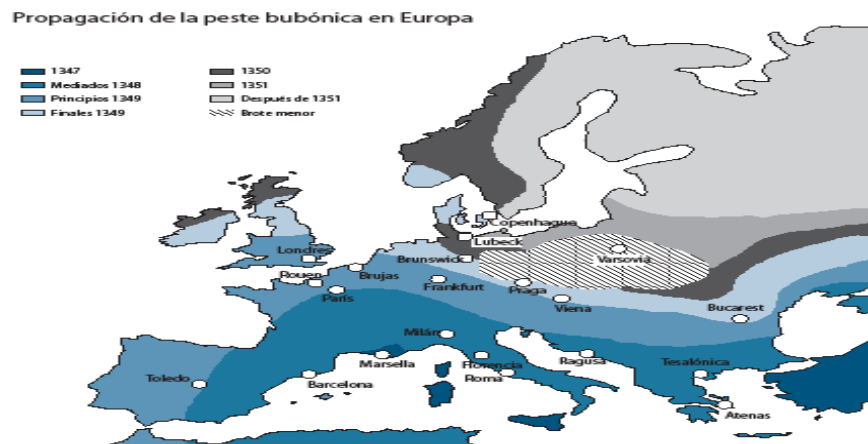 Propagación de la peste bubónica en Europa
1347
Mediados 1348
Principios 1349
Finales 1349
1350
1351
Después de 1351
Brote menor
Copenhague
Lubeck
Londres
Brunswick
Varsovia
Rouen
Brujas
Frankfurt
Praga
París
Viena
Bucarest
Milán
Marsella
Florencia
Ragusa
Tesalónica
Toledo
Barcelona
Roma
Atenas